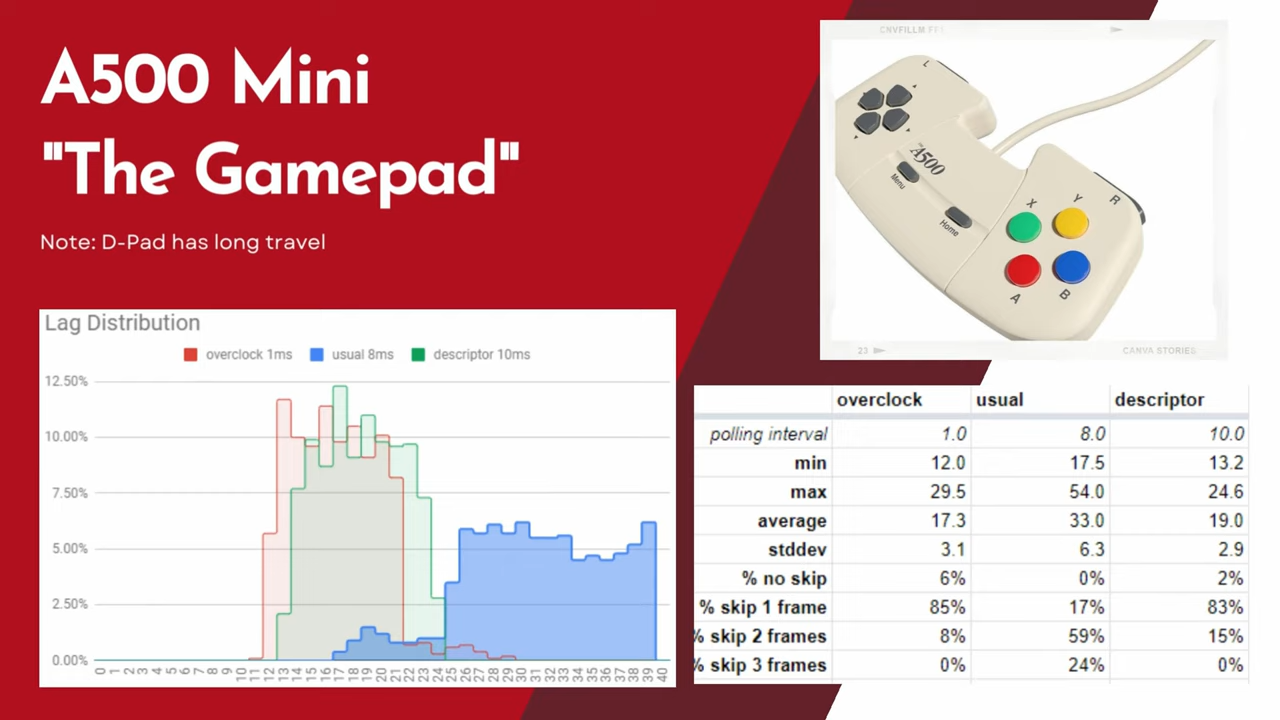 A500 Mini
"The Gamepad"
Note: D-Pad has long travel
Lag Distribution
overclock 1ms usual 8ms descriptor 10ms
12.50%
10.00%
7.50%
5.00%
2.50%
0.00%
0 1 2 3 4 5 6 7 8 9 10 11 12 13 14 15 16 17 18 19 20 21 22 23 24 25 26 27 28 29 30 31 32 33 34 35 36 37 38 39 40
L
A500
Menu
Home
X
Y
R
A
B
23
CANVA STORIES
overclock usual descriptor
polling interval 1.0 8.0 10.0
min 12.0 17.5 13.2
max 29.5 54.0 24.6
average 17.3 33.0 19.0
stddev 3.1 6.3 2.9
% no skip 6% 0% 2%
% skip 1 frame 85% 17% 83%
% skip 2 frames 8% 59% 15%
% skip 3 frames 0% 24% 0%